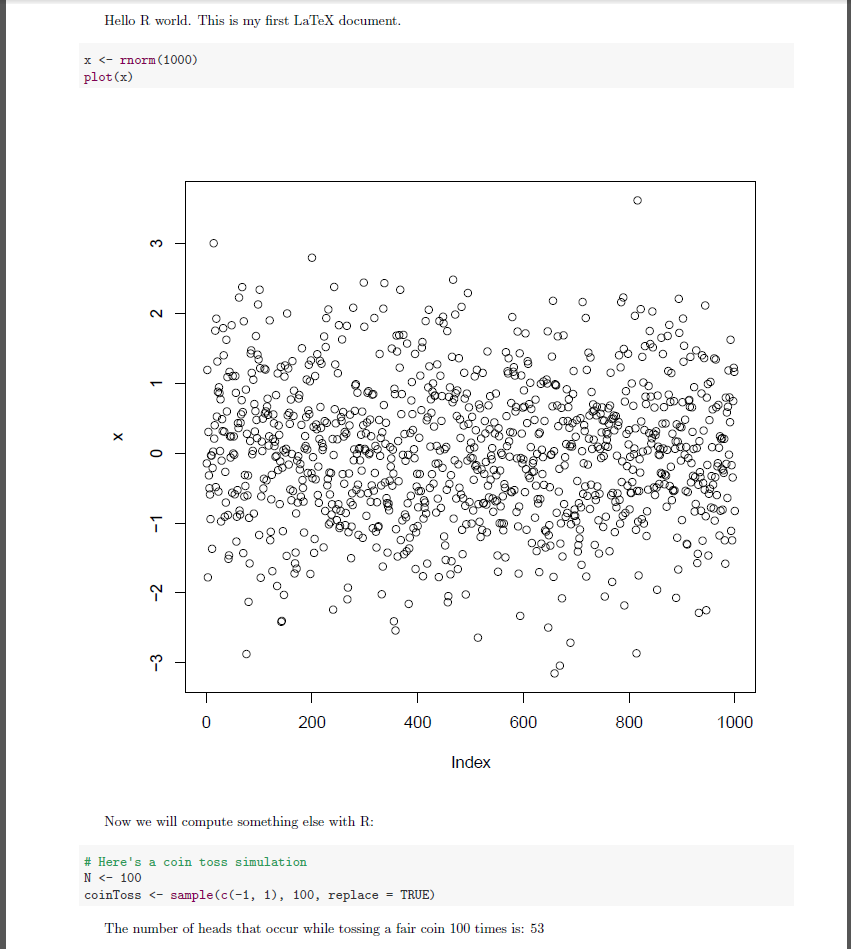 Hello R world. This is my first LaTeX document.
x <- rnorm(1000)
plot(x)
3
2
1
0
−1
−2
−3
x
0 200 400 600 800 1000
Index
Now we will compute something else with R:
# Here's a coin toss simulation
N <- 100
coinToss <- sample(c(-1, 1), 100, replace = TRUE)
The number of heads that occur while tossing a fair coin 100 times is: 53